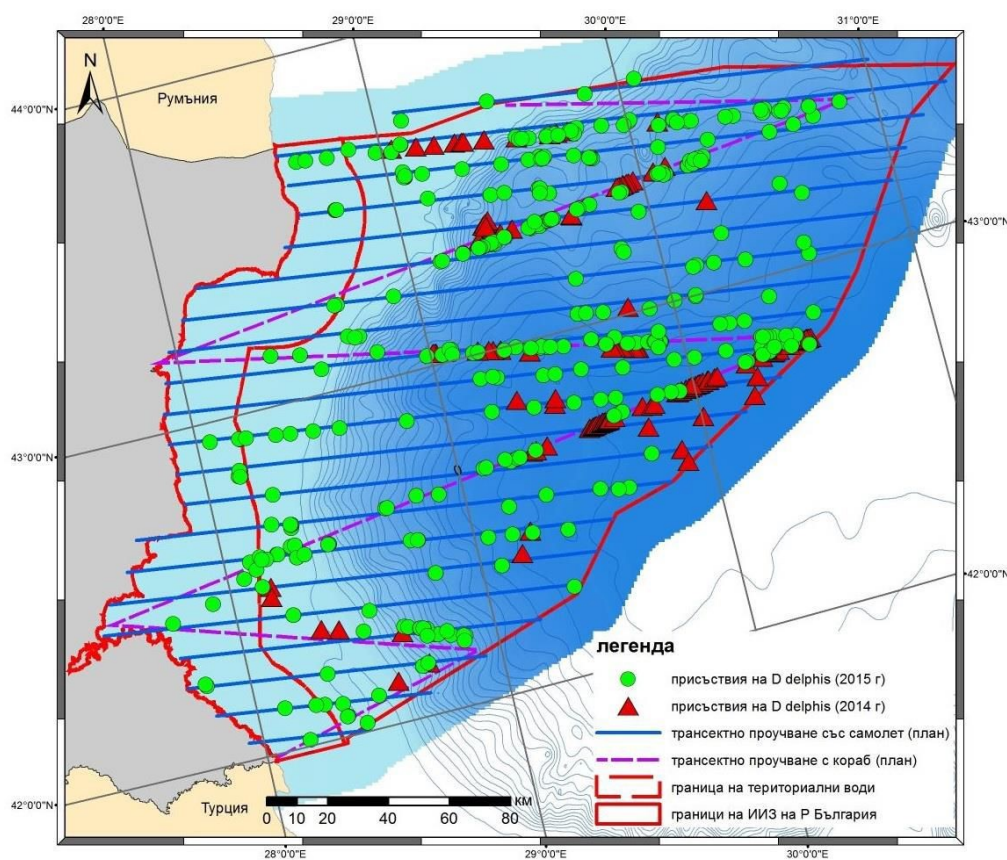 28°0'0"E
29°0'0"E
30°0'0"E
31°0'0"E
N
Румъния
44°0'0"N
44°0'0"N
43°0'0"N
43°0'0"N
42°0'0"N
42°0'0"N
легенда
присъствия на D delphis (2015 г)
присъствия на D delphis (2014 г)
трансектно проучване със самолет (план)
трансектно проучване с кораб (план)
граница на териториални води
граници на ИИЗ на Р България
Турция
км
0 10 20 40 60 80
28°0'0"E
29°0'0"E
30°0'0"E